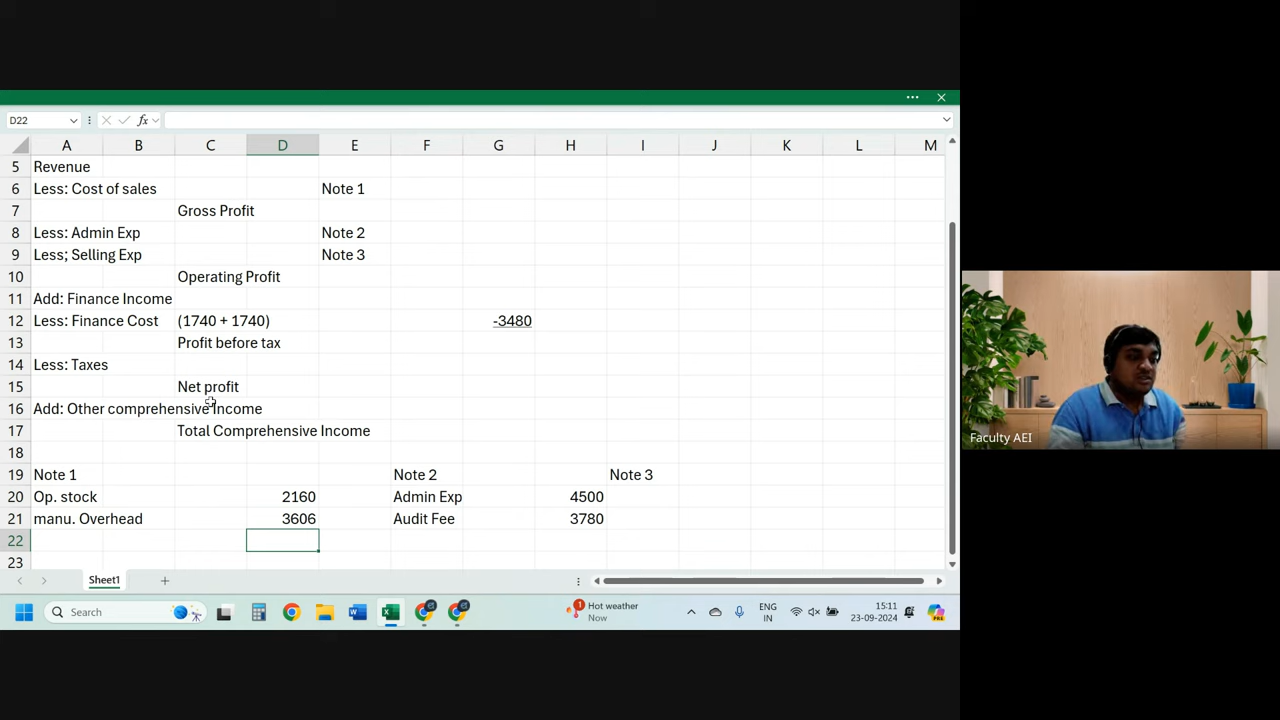 D22 fx
A B C D E F G H I J K L M
5 Revenue
6 Less: Cost of sales Note 1
7 Gross Profit
8 Less: Admin Exp Note 2
9 Less; Selling Exp Note 3
10 Operating Profit
11 Add: Finance Income
12 Less: Finance Cost (1740 + 1740) -3480
13 Profit before tax
14 Less: Taxes
15 Net profit
16 Add: Other comprehensive Income
17 Total Comprehensive Income
18
19 Note 1 Note 2 Note 3
20 Op. stock 2160 Admin Exp 4500
21 manu. Overhead 3606 Audit Fee 3780
22
23
Sheet1
Search
1
Hot weather
Now
ENG
IN
15:11
23-09-2024
Faculty AEI